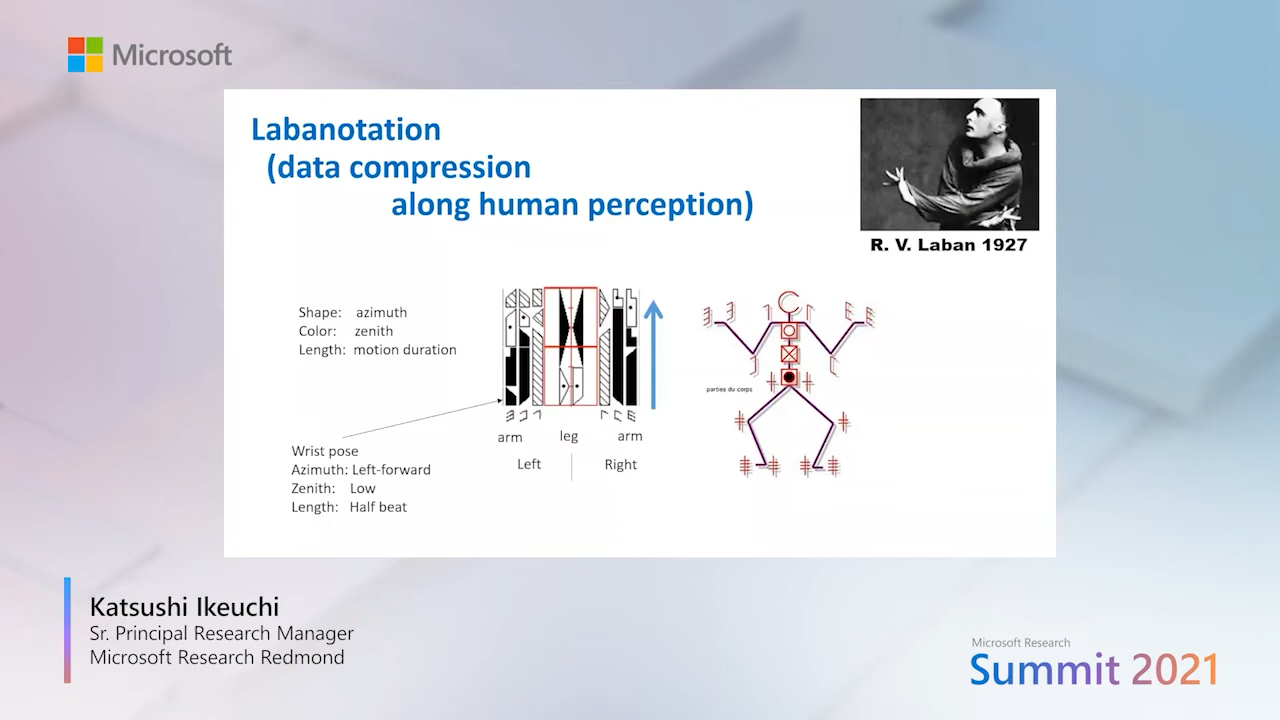 Microsoft
Labanotation
(data compression
along human perception)
R. V. Laban 1927
Shape: azimuth
Color: zenith
Length: motion duration
parties du corps
arm leg arm
Left Right
Wrist pose
Azimuth: Left-forward
Zenith: Low
Length: Half beat
Katsushi Ikeuchi
Sr. Principal Research Manager
Microsoft Research Redmond
Microsoft Research
Summit 2021